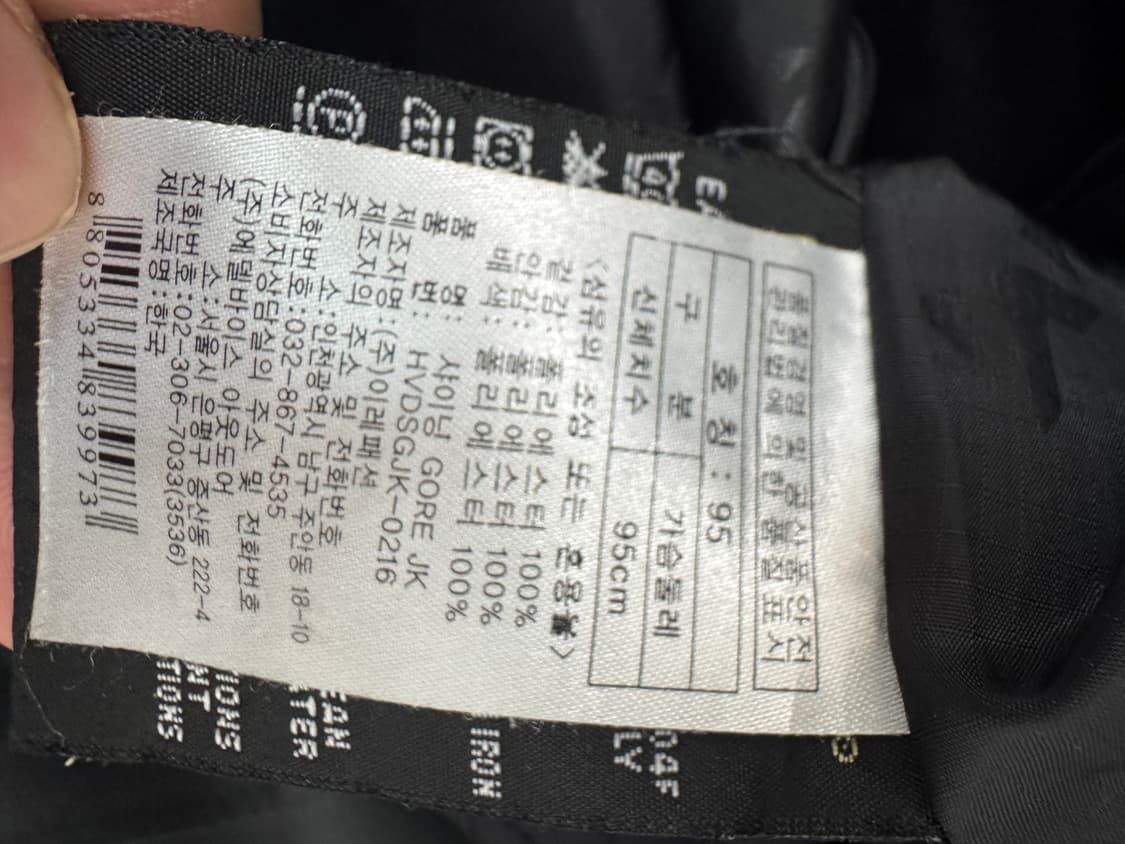 품질경영 및 공산품안전
관리법에 의한 품질표시
호 칭 : 95
구 분 가슴둘레
신체치수 95cm
<섬유의 조성 또는 혼용율>
겉 감: 폴리에스터 100%
안감: 폴리에스터 100%
배색: 폴리에스터 100%
품 명: 샤이닝 GORE JK
품 번: HVDSGJK-0216
제조자명:(주)이레패션
제조자의 주소 및 전화번호
주 소:인천광역시 남구 주안동 18-10
전화번호:032-867-4535
소비자상담실의 주소 및 전화번호
(주)에델바이스 아웃도어
주 소:서울시 은평구 증산동 222-4
전화번호:02-306-7033(3536)
제조국명:한국
8 805334 839973
IRON